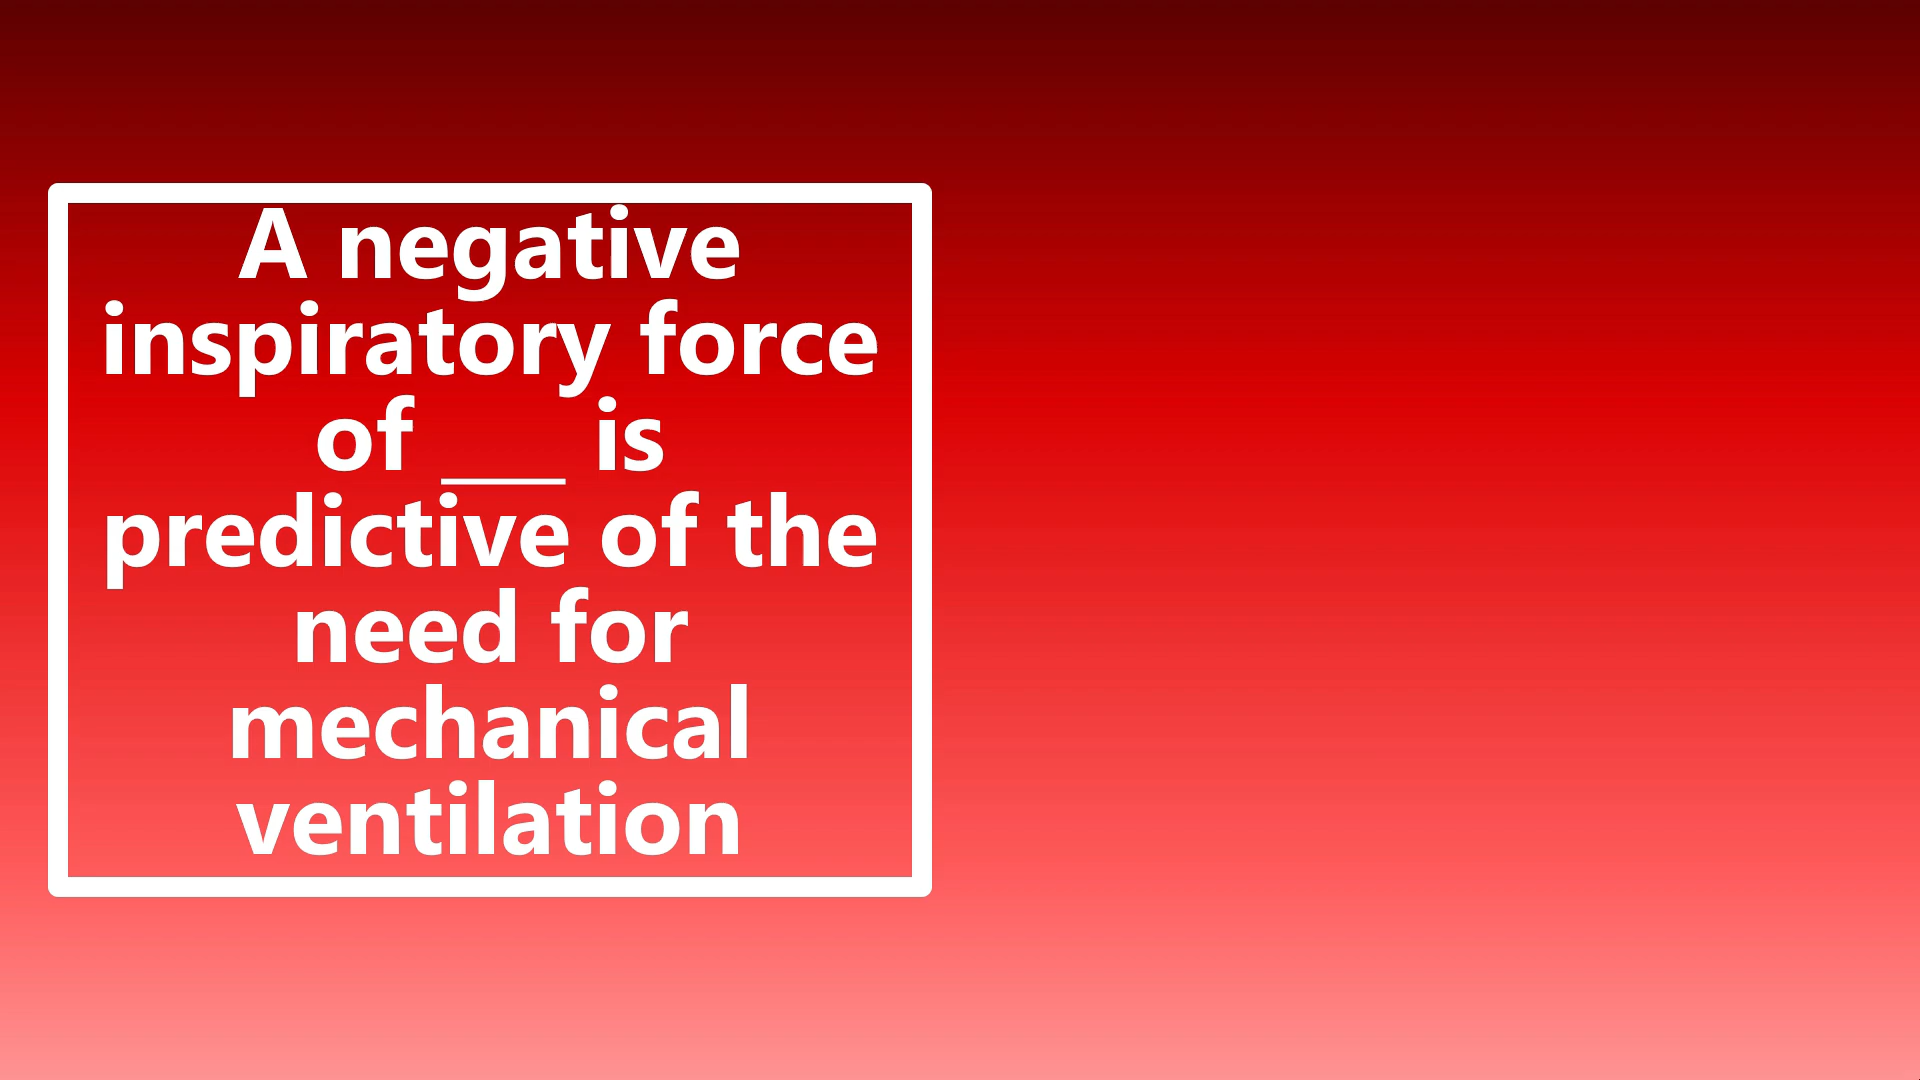 A negative
inspiratory force
of ___ is
predictive of the
need for
mechanical
ventilation